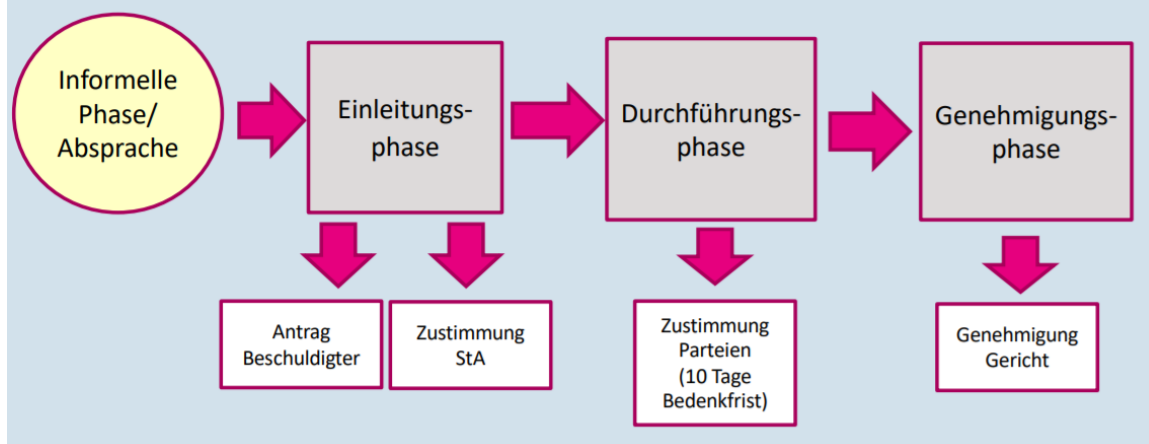 Informelle
Phase/
Absprache
Einleitungs-
phase
Durchführungs-
phase
Genehmigungs-
phase
Antrag
Beschuldigter
Zustimmung
StA
Zustimmung
Parteien
(10 Tage
Bedenkfrist)
Genehmigung
Gericht